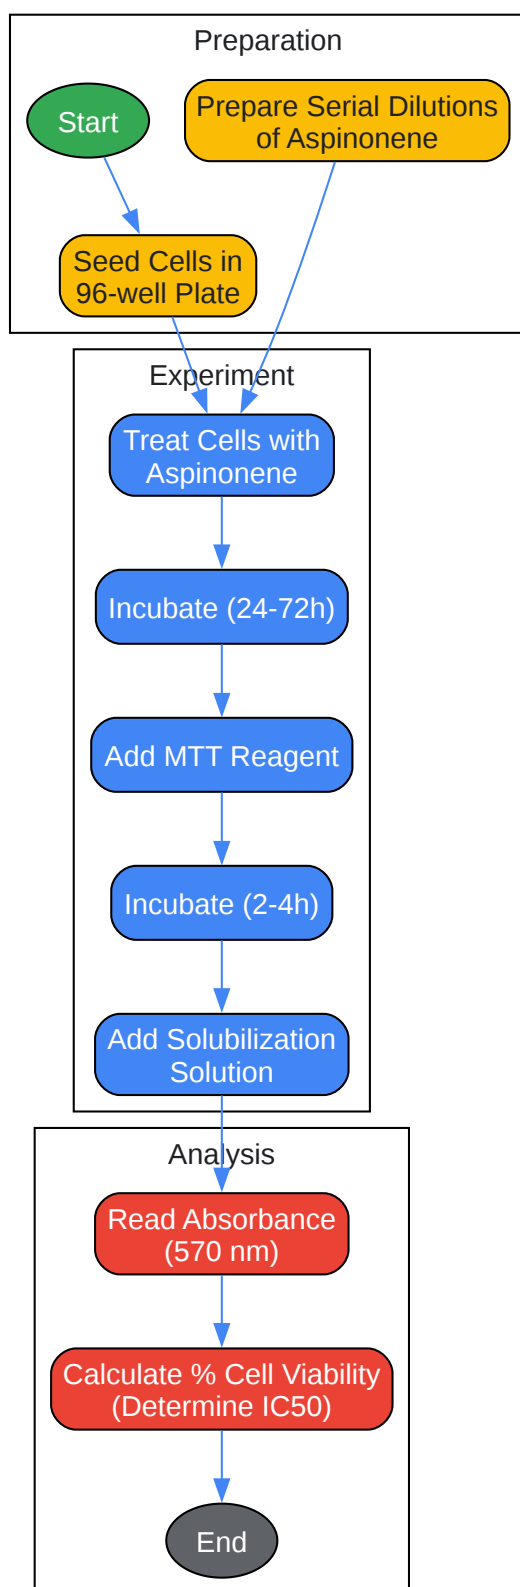 Preparation
Start
Prepare Serial Dilutions
of Aspinonene
Seed Cells in
96-well Plate
Experiment
Treat Cells with
Aspinonene
Incubate (24-72h)
Add MTT Reagent
Incubate (2-4h)
Add Solubilization
Solution
Analysis
Read Absorbance
(570 nm)
Calculate % Cell Viability
(Determine IC50)
End